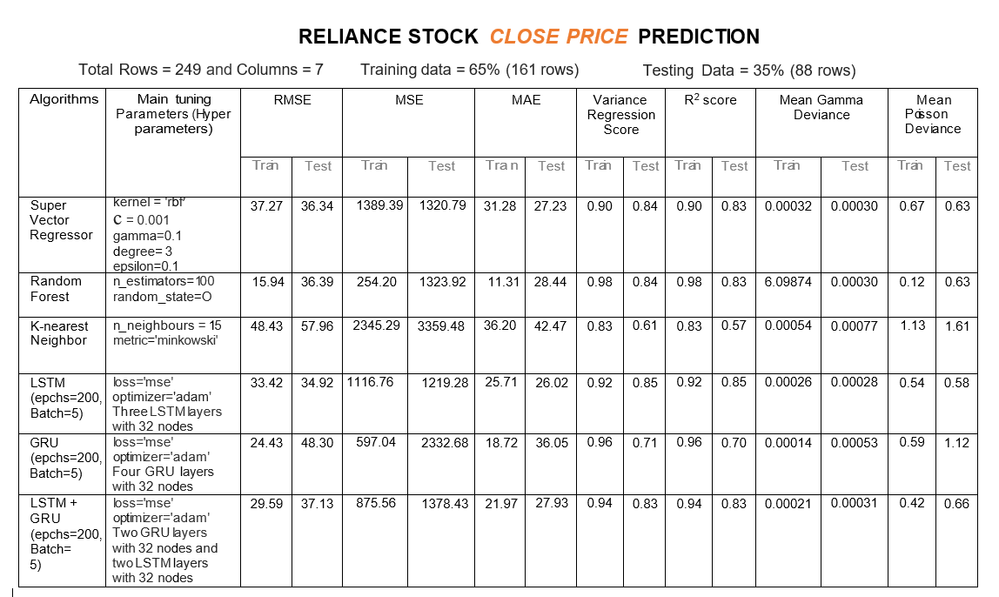 RELIANCE STOCK CLOSE PRICE PREDICTION
Total Rows = 249 and Columns = 7 Training data = 65% (161 rows) Testing Data = 35% (88 rows)
Algorithms Main tuning Parameters (Hyper parameters) RMSE MSE MAE Variance Regression Score R² score Mean Gamma Deviance Mean Poisson Deviance
Train Test Train Test Train Test Train Test Train Test Train Test Train Test
Super Vector Regressor kernel = 'rbf' C = 0.001 gamma=0.1 degree= 3 epsilon=0.1 37.27 36.34 1389.39 1320.79 31.28 27.23 0.90 0.84 0.90 0.83 0.00032 0.00030 0.67 0.63
Random Forest n_estimators=100 random_state=O 15.94 36.39 254.20 1323.92 11.31 28.44 0.98 0.84 0.98 0.83 6.09874 0.00030 0.12 0.63
K-nearest Neighbor n_neighbours = 15 metric='minkowski' 48.43 57.96 2345.29 3359.48 36.20 42.47 0.83 0.61 0.83 0.57 0.00054 0.00077 1.13 1.61
LSTM (epchs=200, Batch=5) loss='mse' optimizer='adam' Three LSTM layers with 32 nodes 33.42 34.92 1116.76 1219.28 25.71 26.02 0.92 0.85 0.92 0.85 0.00026 0.00028 0.54 0.58
GRU (epchs=200, Batch=5) loss='mse' optimizer='adam' Four GRU layers with 32 nodes 24.43 48.30 597.04 2332.68 18.72 36.05 0.96 0.71 0.96 0.70 0.00014 0.00053 0.59 1.12
LSTM + GRU (epchs=200, Batch= 5) loss='mse' optimizer='adam' Two GRU layers with 32 nodes and two LSTM layers with 32 nodes 29.59 37.13 875.56 1378.43 21.97 27.93 0.94 0.83 0.94 0.83 0.00021 0.00031 0.42 0.66